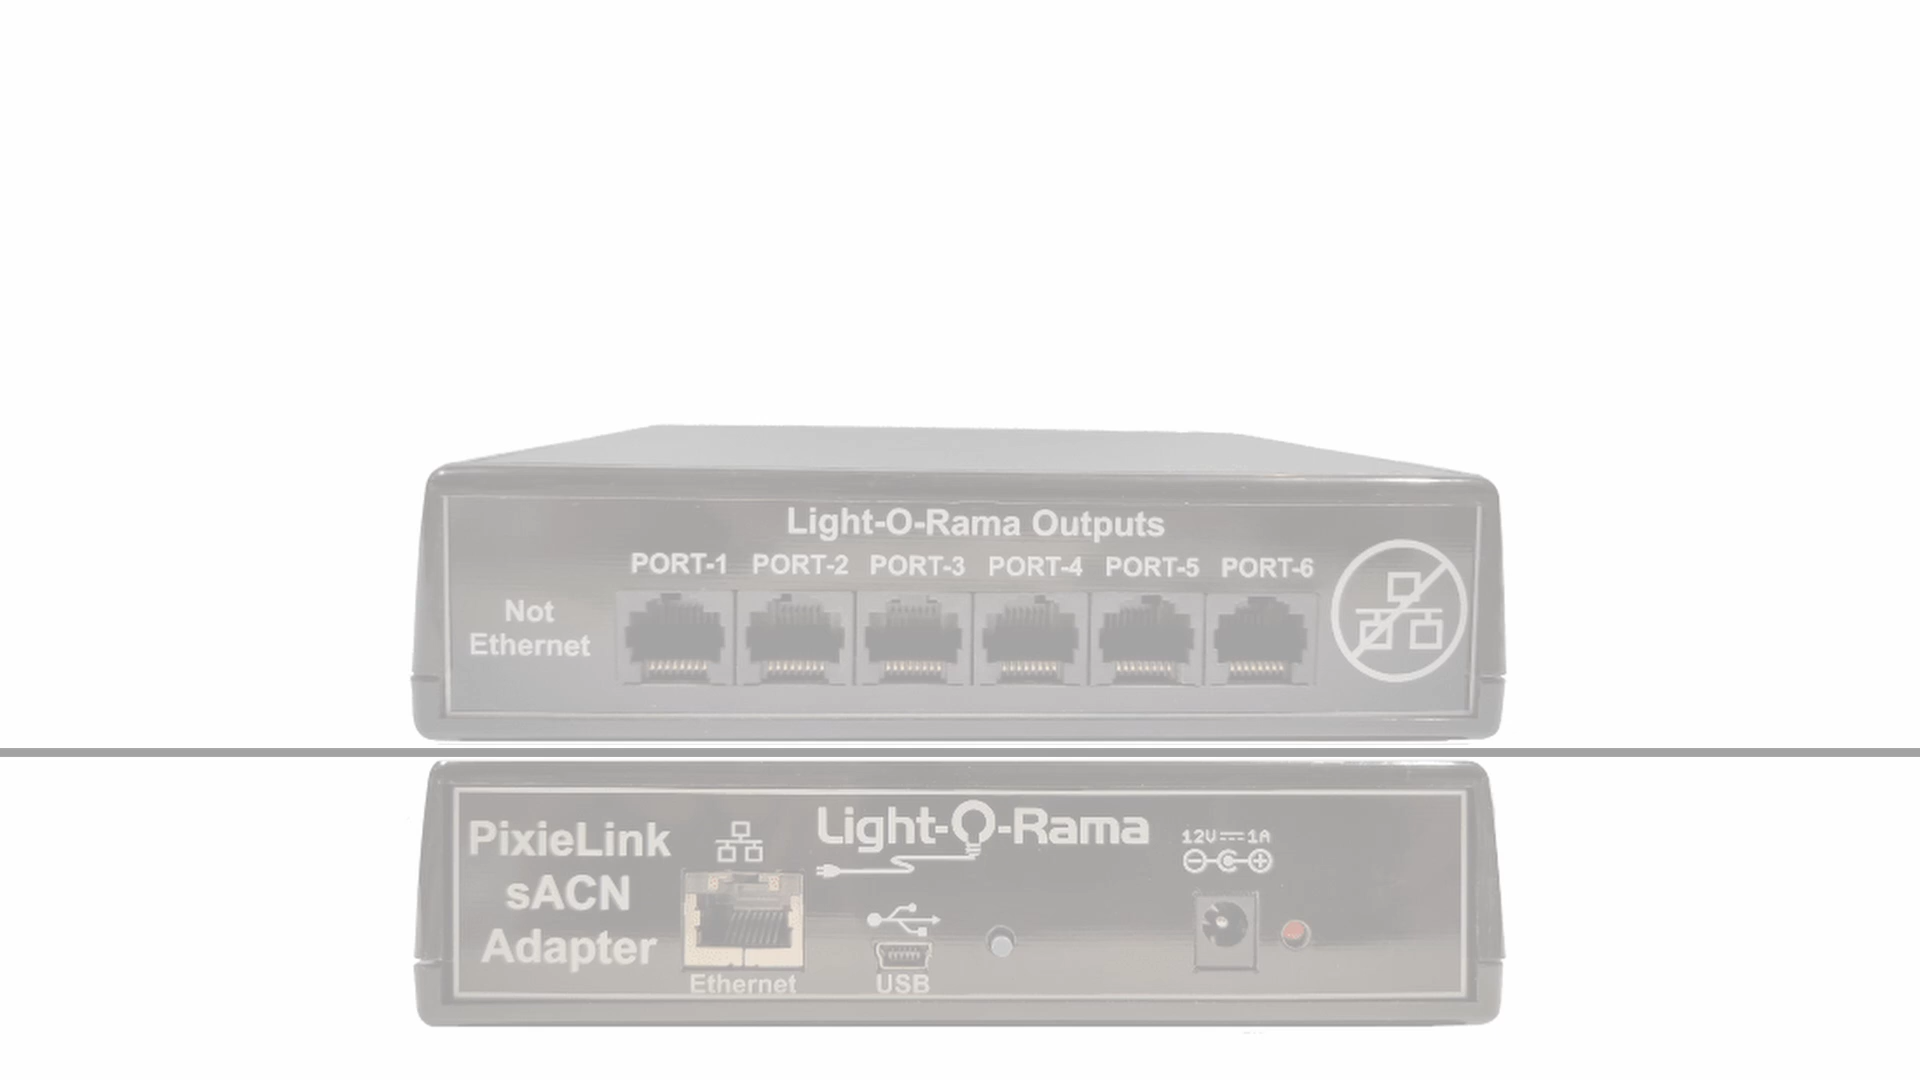 Light-O-Rama Outputs
PORT-1 PORT-2 PORT-3 PORT-4 PORT-5 PORT-6
Not
Ethernet
PixieLink
sACN
Adapter
Ethernet
Light-O-Rama
USB
12V 1A